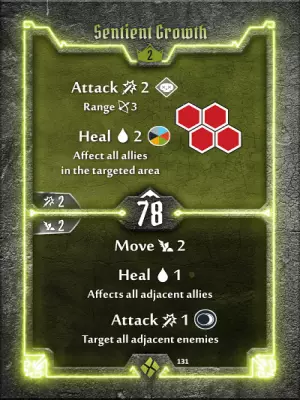 Sentient Growth
2
Attack 2
Range 3
Heal 2
Affect all allies
in the targeted area
2
78
2
Move 2
Heal 1
Affects all adjacent allies
Attack 1
Target all adjacent enemies
131